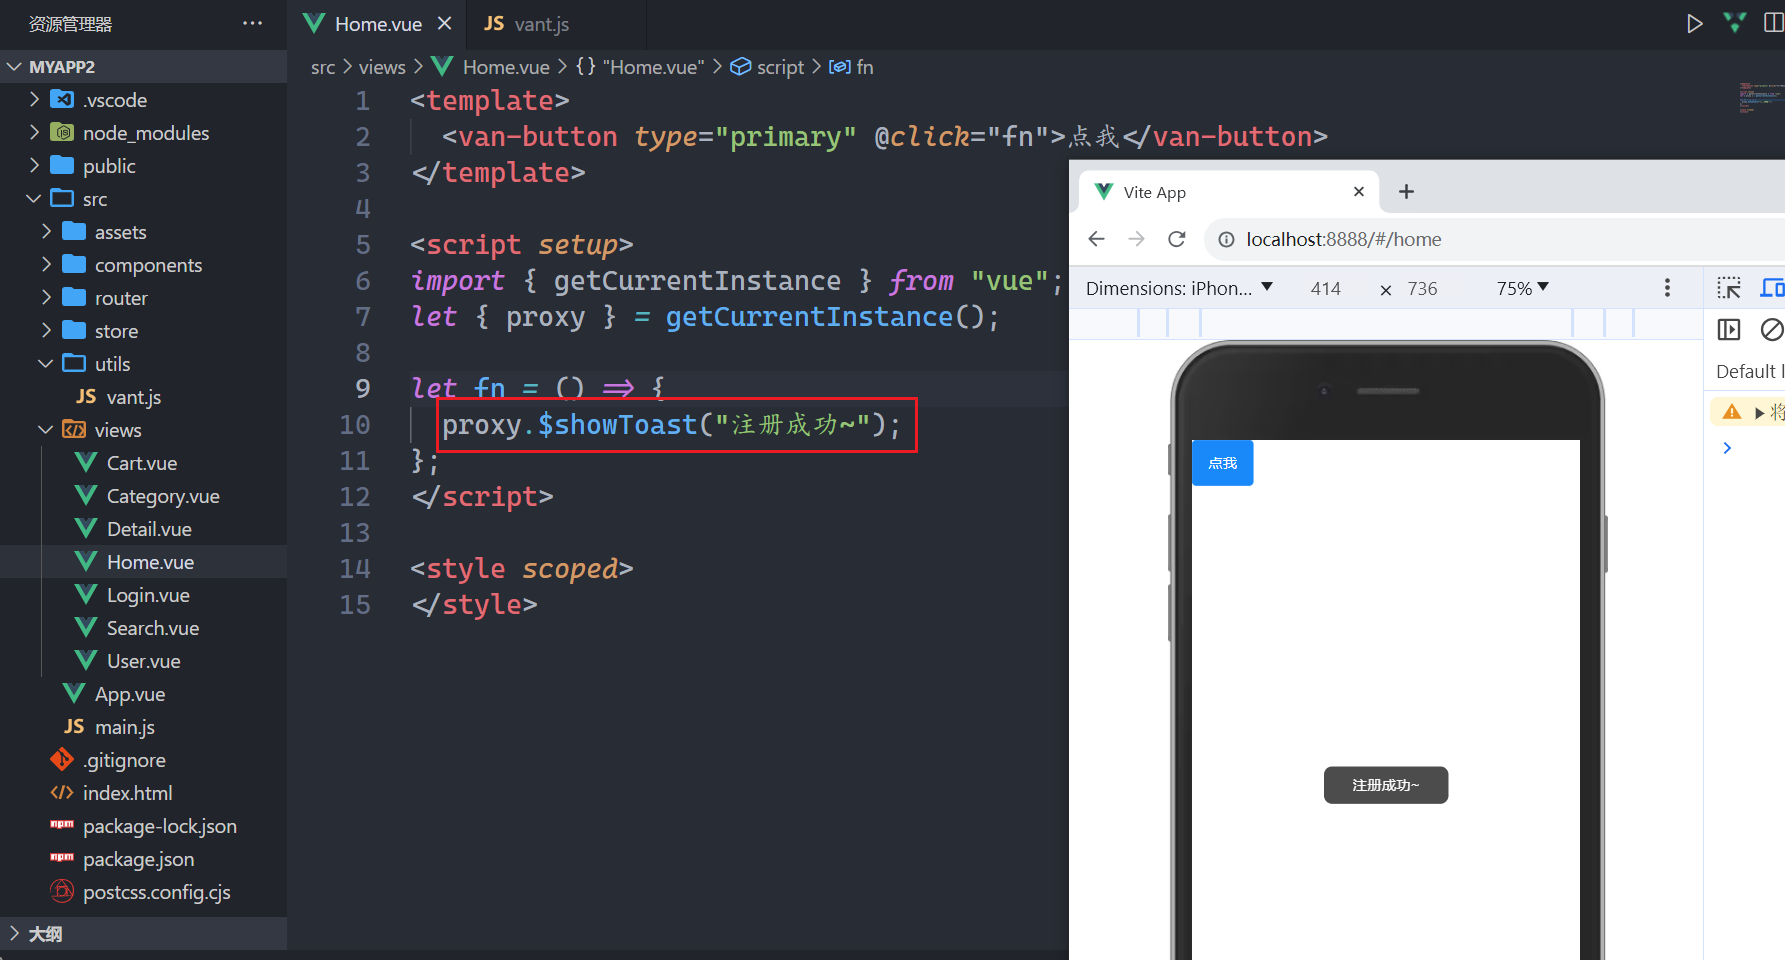 资源管理器 ···
MYAPP2
.vscode
node_modules
public
src
assets
components
router
store
utils
JS vant.js
views
Cart.vue
Category.vue
Detail.vue
Home.vue
Login.vue
Search.vue
User.vue
App.vue
JS main.js
.gitignore
index.html
npm package-lock.json
npm package.json
postcss.config.cjs
大纲
Home.vue × JS vant.js
src > views > Home.vue > {} "Home.vue" > script > fn
1 <template>
2 <van-button type="primary" @click="fn">点我</van-button>
3 </template>
4
5 <script setup>
6 import { getCurrentInstance } from "vue";
7 let { proxy } = getCurrentInstance();
8
9 let fn = () => {
10 proxy.$showToast("注册成功~");
11 };
12 </script>
13
14 <style scoped>
15 </style>
Vite App × +
localhost:8888/#/home
Dimensions: iPhon... ▼ 414 × 736 75% ▼
Default
将
点我
注册成功~